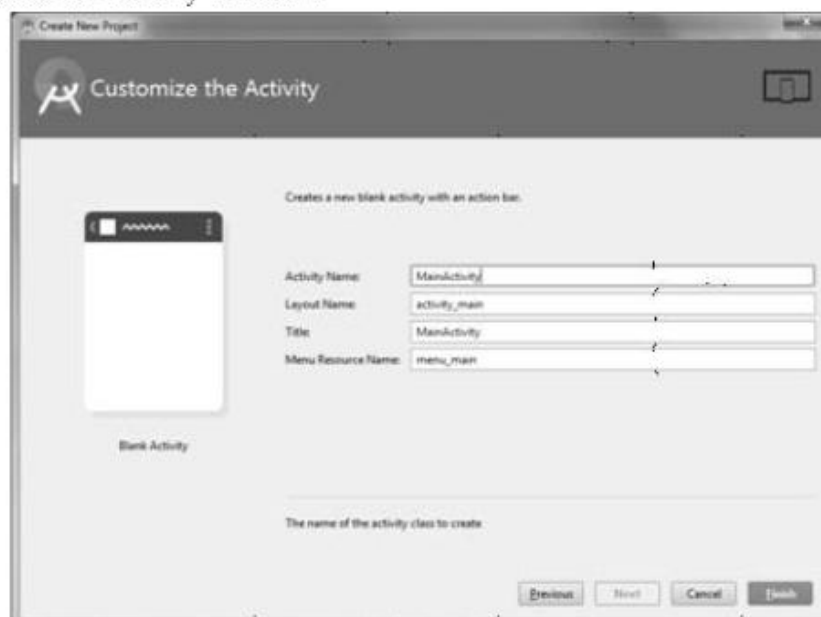 Create New Project
Customize the Activity
Creates a new blank activity with an action bar.
Activity Name: MainActivity
Layout Name: activity_main
Title: MainActivity
Menu Resource Name: menu_main
Blank Activity
The name of the activity class to create
Previous Next Cancel Finish